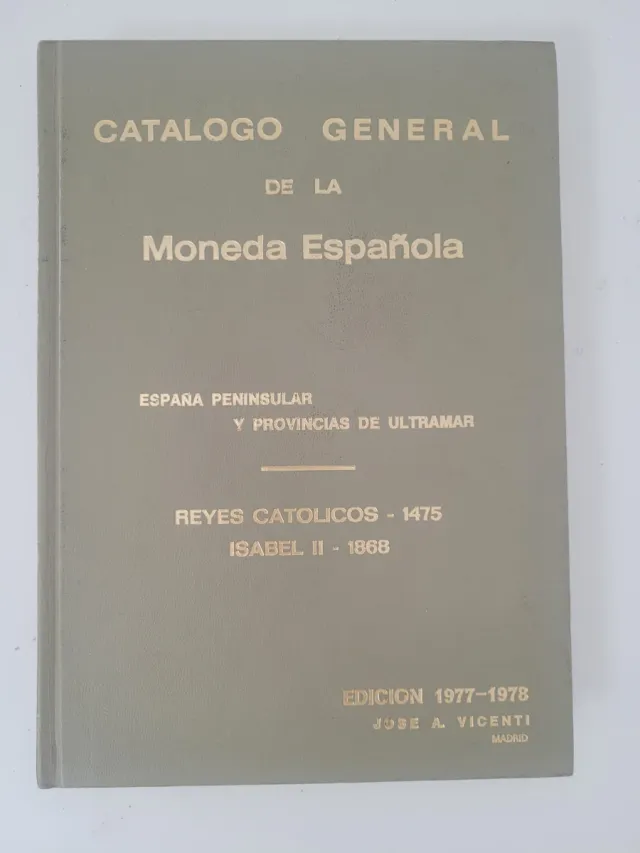 CATALOGO GENERAL
DE LA
Moneda Española
ESPAÑA PENINSULAR
Y PROVINCIAS DE ULTRAMAR
REYES CATOLICOS - 1475
ISABEL II - 1868
EDICION 1977-1978
JOSE A. VICENTI
MADRID